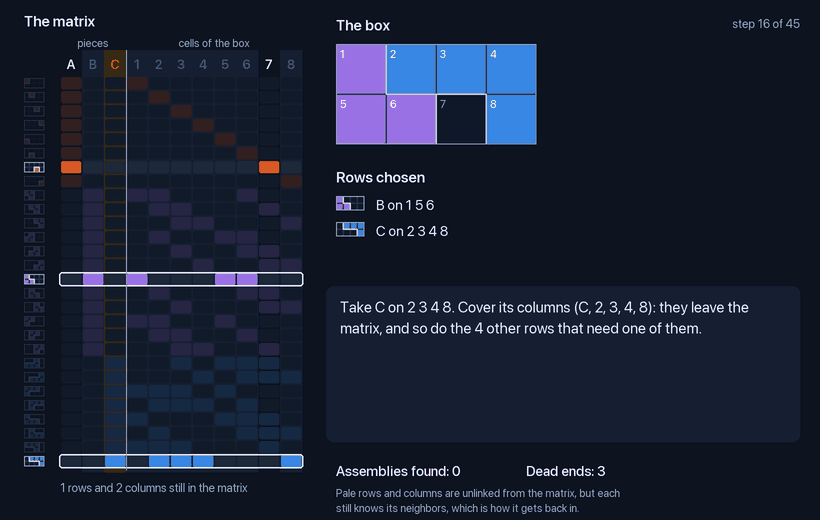 The matrix
pieces
cells of the box
A B C 1 2 3 4 5 6 7 8
1 rows and 2 columns still in the matrix
The box
step 16 of 45
1 2 3 4
5 6 7 8
Rows chosen
B on 1 5 6
C on 2 3 4 8
Take C on 2 3 4 8. Cover its columns (C, 2, 3, 4, 8): they leave the
matrix, and so do the 4 other rows that need one of them.
Assemblies found: 0
Dead ends: 3
Pale rows and columns are unlinked from the matrix, but each
still knows its neighbors, which is how it gets back in.